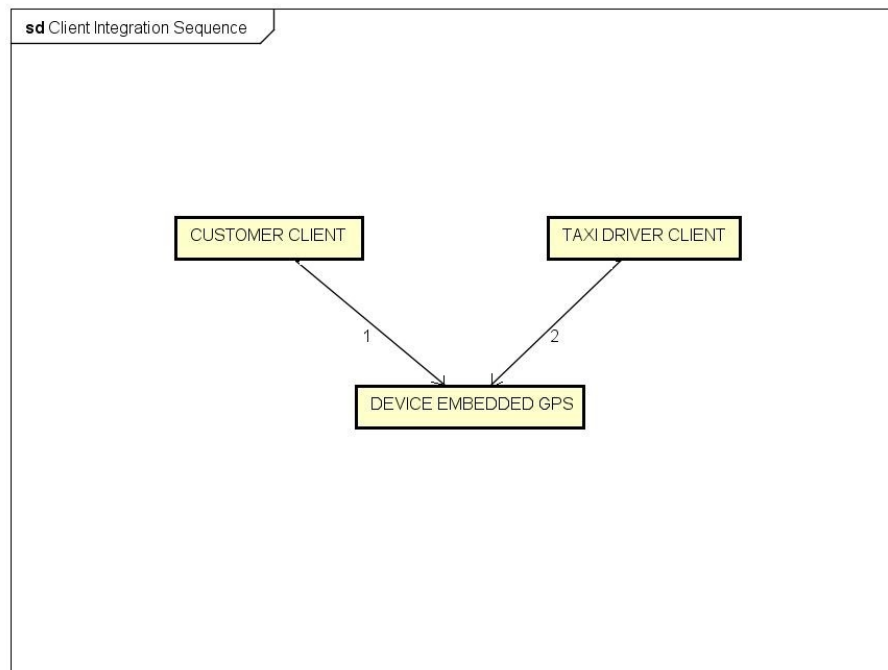 sd Client Integration Sequence
CUSTOMER CLIENT
TAXI DRIVER CLIENT
1
2
DEVICE EMBEDDED GPS